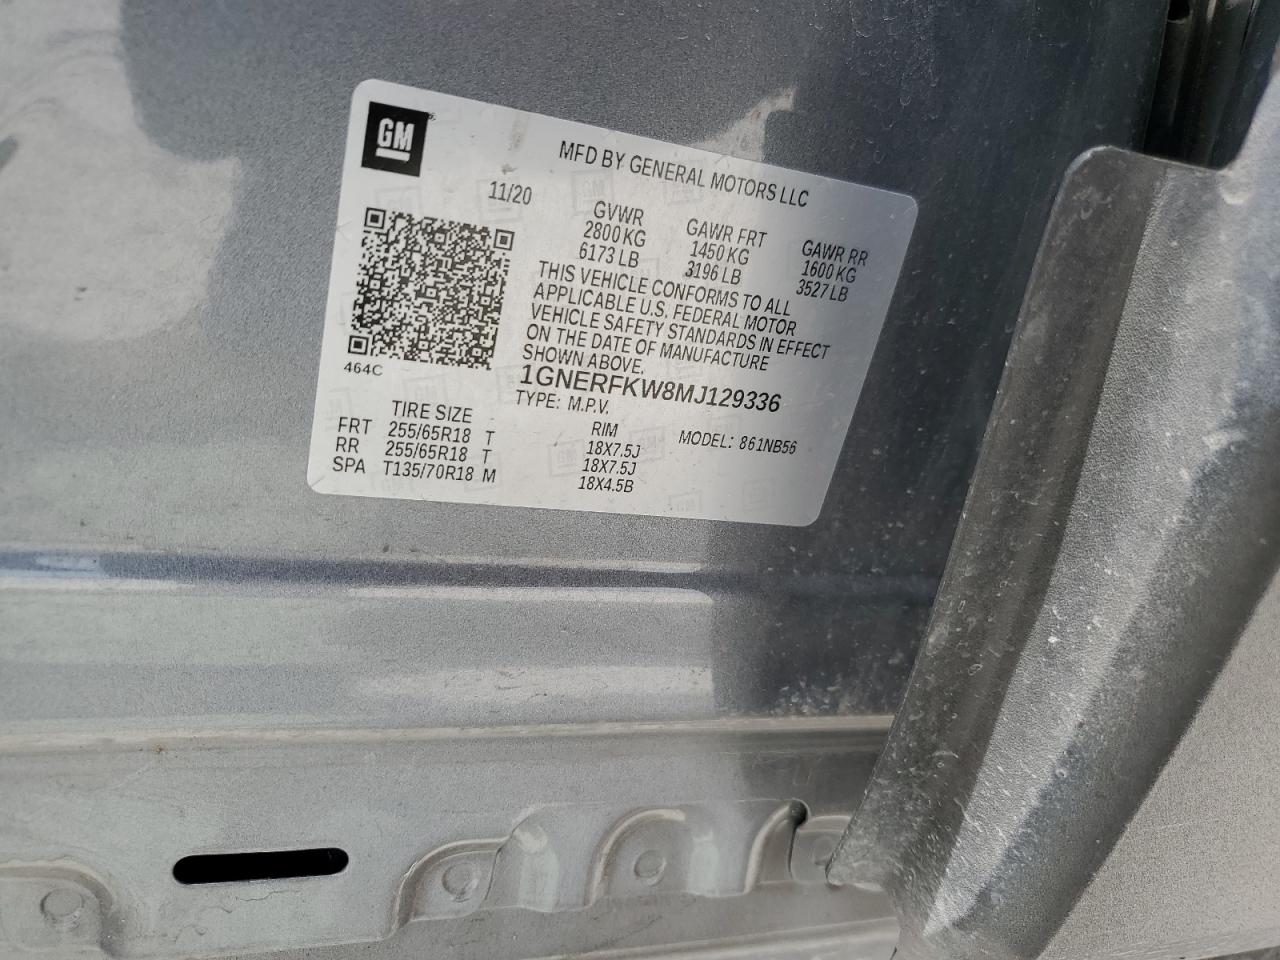 GM
MFD BY GENERAL MOTORS LLC
11/20
GVWR
2800 KG
6173 LB
GAWR FRT
1450 KG
3196 LB
GAWR RR
1600 KG
3527 LB
THIS VEHICLE CONFORMS TO ALL
APPLICABLE U.S. FEDERAL MOTOR
VEHICLE SAFETY STANDARDS IN EFFECT
ON THE DATE OF MANUFACTURE
SHOWN ABOVE.
464C
1GNERFKW8MJ129336
TYPE: M.P.V.
MODEL: 861NB56
TIRE SIZE RIM
FRT 255/65R18 T 18X7.5J
RR 255/65R18 T 18X7.5J
SPA T135/70R18 M 18X4.5B